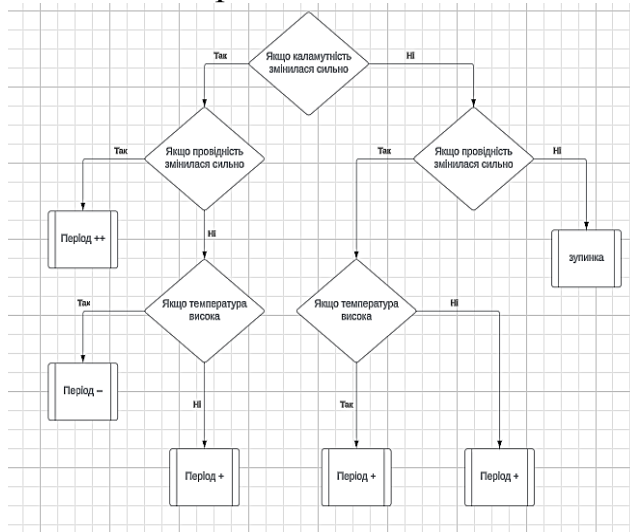 Так
Якщо каламутність
змінилася сильно
Ні
Так
Якщо провідність
змінилася сильно
Так
Якщо провідність
змінилася сильно
Ні
Період ++
Ні
зупинка
Так
Якщо температура
висока
Якщо температура
висока
Ні
Період --
Ні
Так
Період +
Період +
Період +